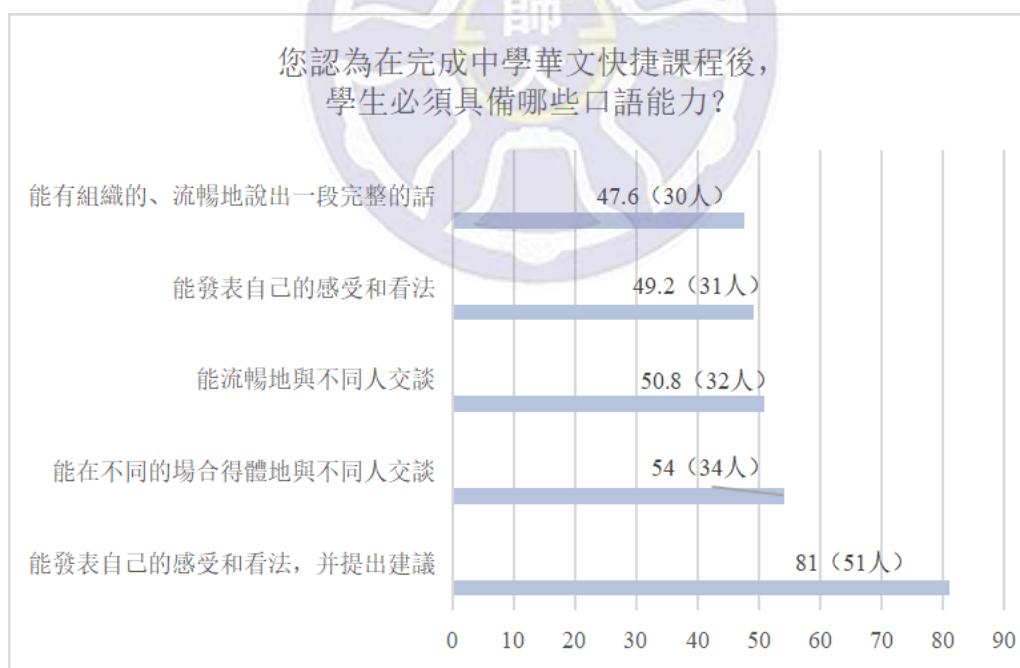 師
您認為在完成中學華文快捷課程後，
學生必須具備哪些口語能力？
能有組織的、流暢地說出一段完整的話
47.6（30人）
能發表自己的感受和看法
49.2（31人）
能流暢地與不同人交談
50.8（32人）
能在不同的場合得體地與不同人交談
54（34人）
能發表自己的感受和看法，并提出建議
81（51人）
0 10 20 30 40 50 60 70 80 90